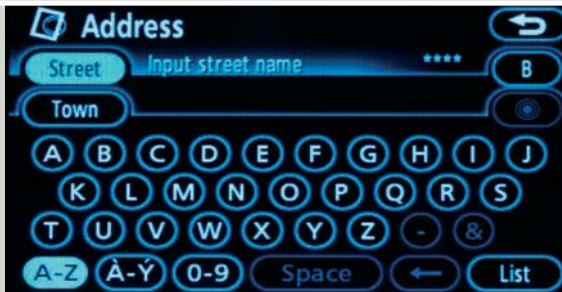 Address
Street Input street name **** B
Town
A B C D E F G H I J
K L M N O P Q R S
T U V W X Y Z - &
A-Z À-Ý 0-9 Space ← List